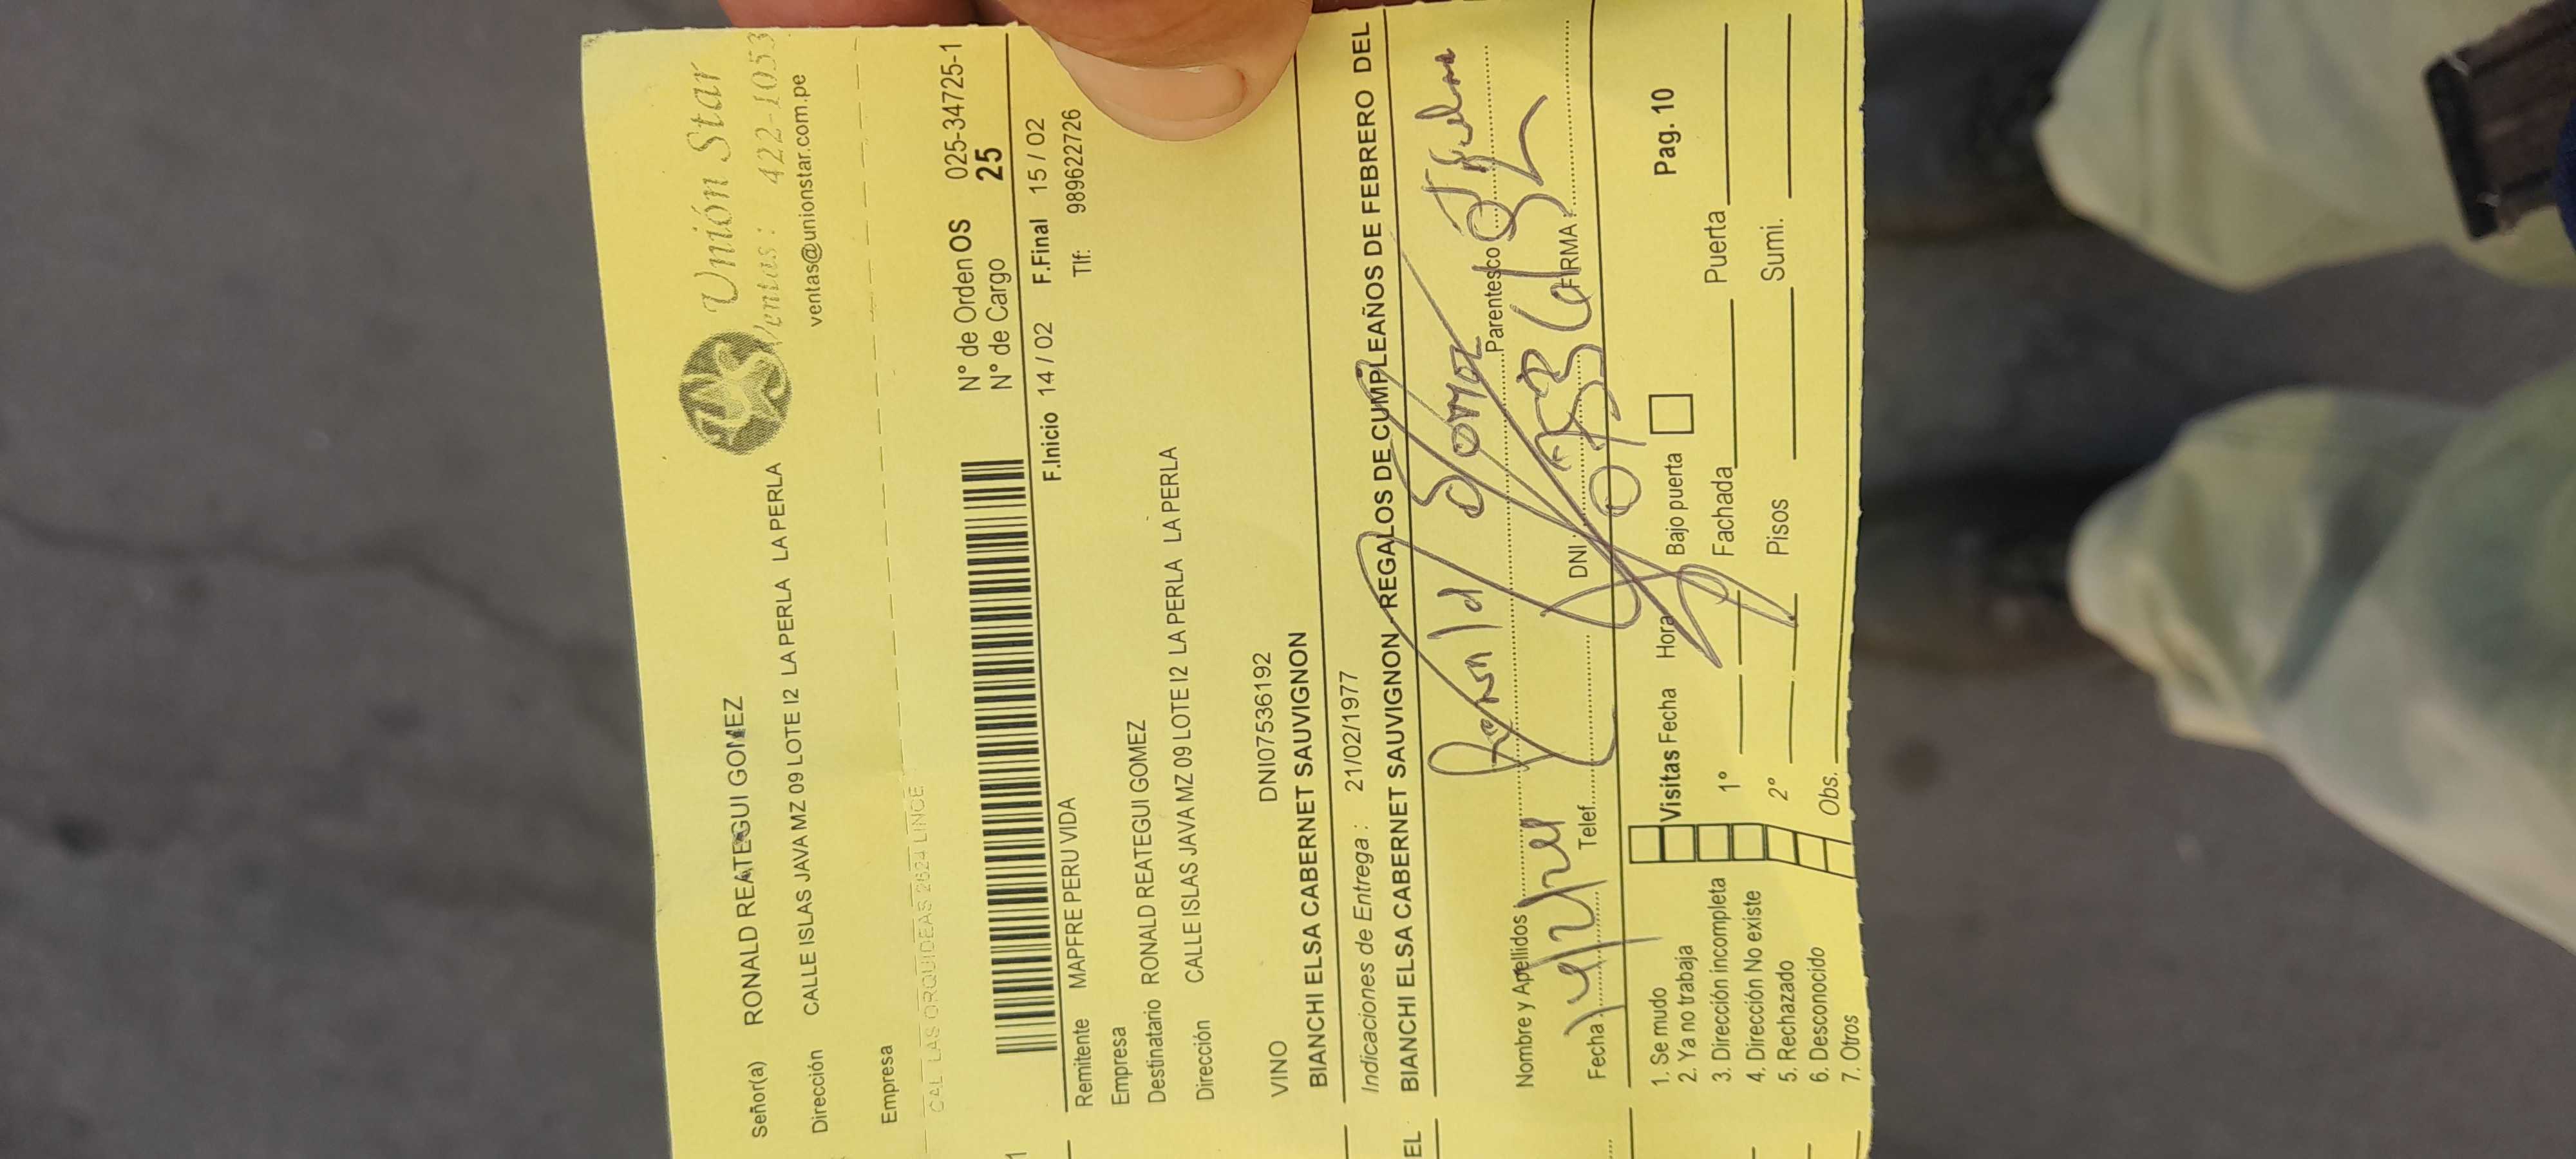 Unión Star
Ventas: 422-1053
ventas@unionstar.com.pe
Señor(a) RONALD REATEGUI GOMEZ
Dirección CALLE ISLAS JAVA MZ 09 LOTE I2 LA PERLA LA PERLA
Empresa
CAL LAS ORQUIDEAS 2624 LINCE
N° de Orden OS 025-34725-1
N° de Cargo 25
F.Inicio 14 / 02 F.Final 15 / 02
Remitente MAPFRE PERU VIDA Tlf: 989622726
Empresa
Destinatario RONALD REATEGUI GOMEZ
Dirección CALLE ISLAS JAVA MZ 09 LOTE I2 LA PERLA LA PERLA
VINO DNI07536192
BIANCHI ELSA CABERNET SAUVIGNON
Indicaciones de Entrega : 21/02/1977
EL BIANCHI ELSA CABERNET SAUVIGNON - REGALOS DE CUMPLEAÑOS DE FEBRERO DEL
Ronald
Nombre y Apellidos Parentesco
Fecha Telef. DNI FIRMA
1. Se mudo
2. Ya no trabaja
3. Dirección incompleta
4. Dirección No existe
5. Rechazado
6. Desconocido
7. Otros
Visitas Fecha Hora Bajo puerta Pag. 10
1° Fachada Puerta
2° Pisos Sumi.
Obs.